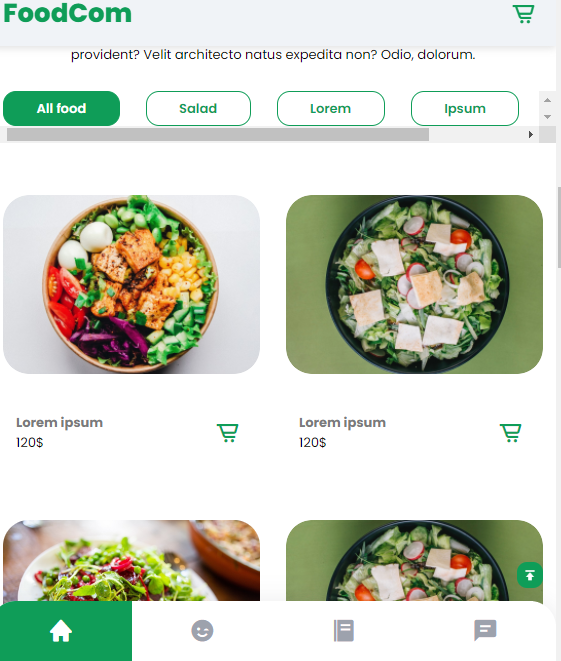 FoodCom
provident? Velit architecto natus expedita non? Odio, dolorum.
All food
Salad
Lorem
Ipsum
Lorem ipsum
120$
Lorem ipsum
120$